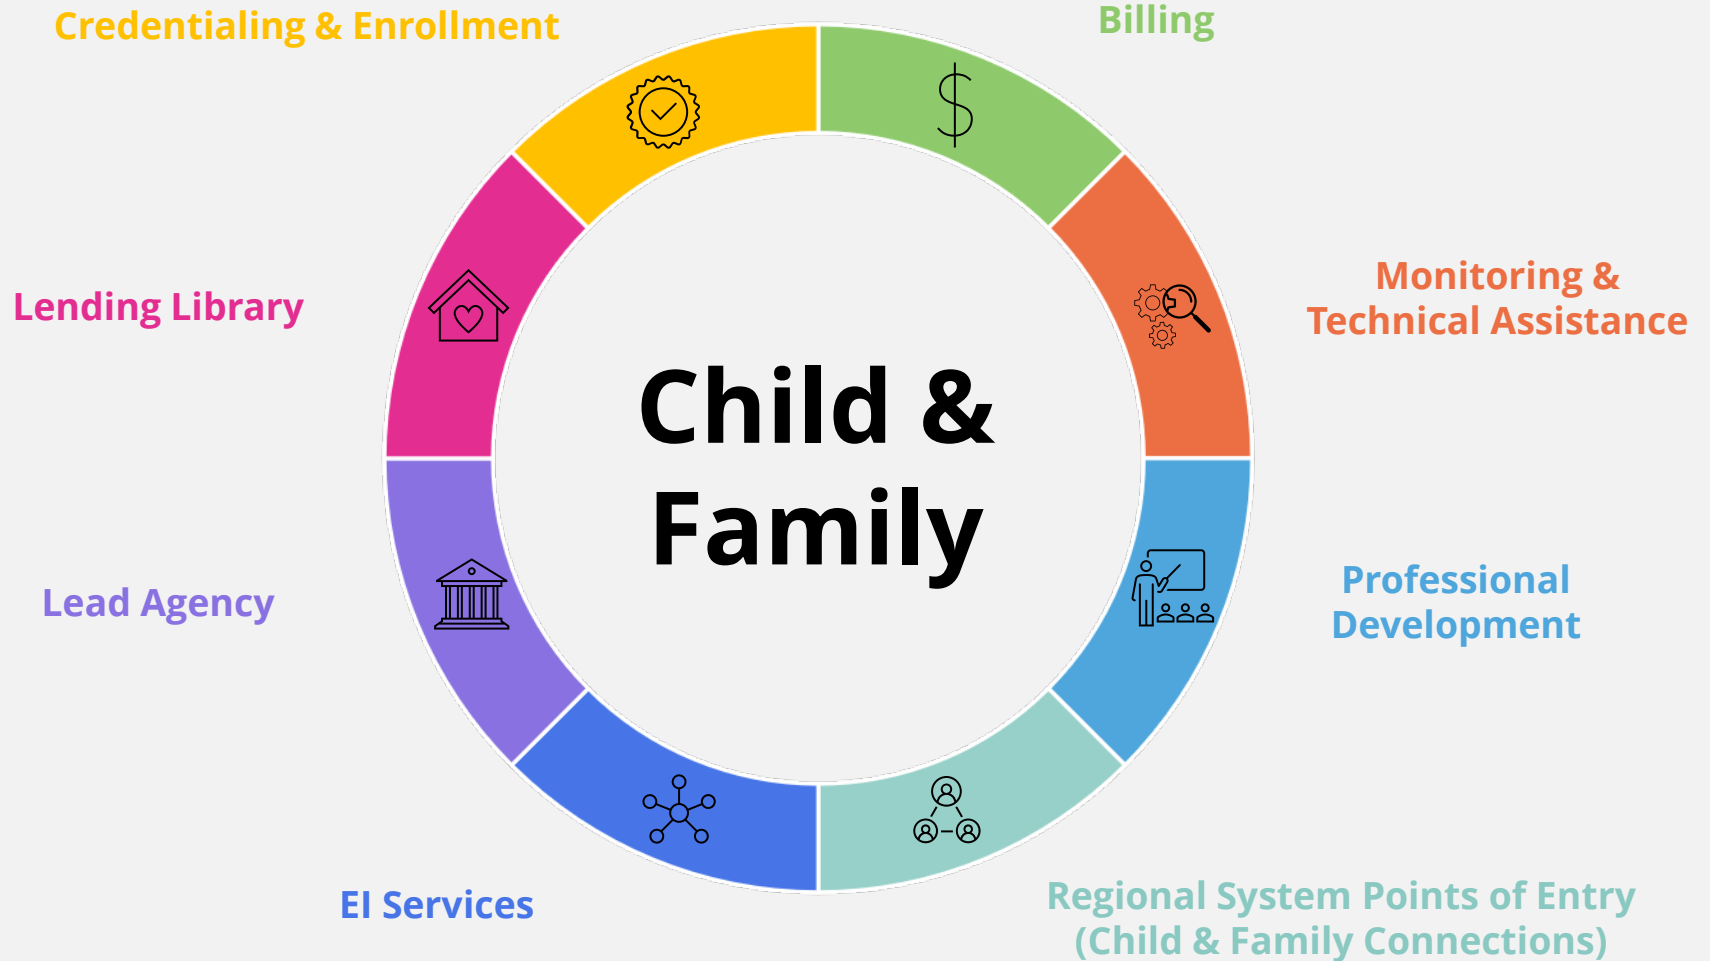 Credentialing & Enrollment
Billing
Lending Library
Monitoring &
Technical Assistance
Child &
Family
Lead Agency
Professional
Development
EI Services
Regional System Points of Entry
(Child & Family Connections)